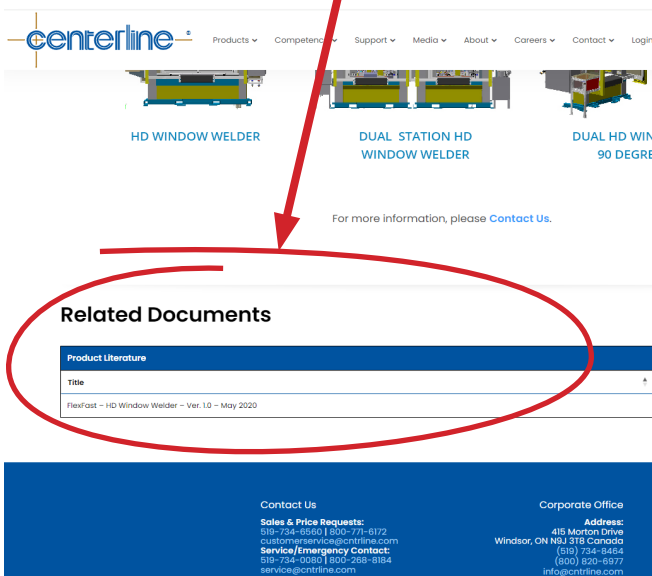 centerline ®
Products Competency Support Media About Careers Contact Login
HD WINDOW WELDER
DUAL STATION HD
WINDOW WELDER
DUAL HD WIN
90 DEGRE
For more information, please Contact Us.
Related Documents
Product Literature
Title
FlexFast – HD Window Welder – Ver. 1.0 – May 2020
Contact Us
Sales & Price Requests:
519-734-6560 | 800-771-6172
customerservice@cntrline.com
Service/Emergency Contact:
519-734-0080 | 800-268-8184
service@cntrline.com
Corporate Office
Address:
415 Morton Drive
Windsor, ON N9J 3T8 Canada
(519) 734-8464
(800) 820-6977
info@cntrline.com